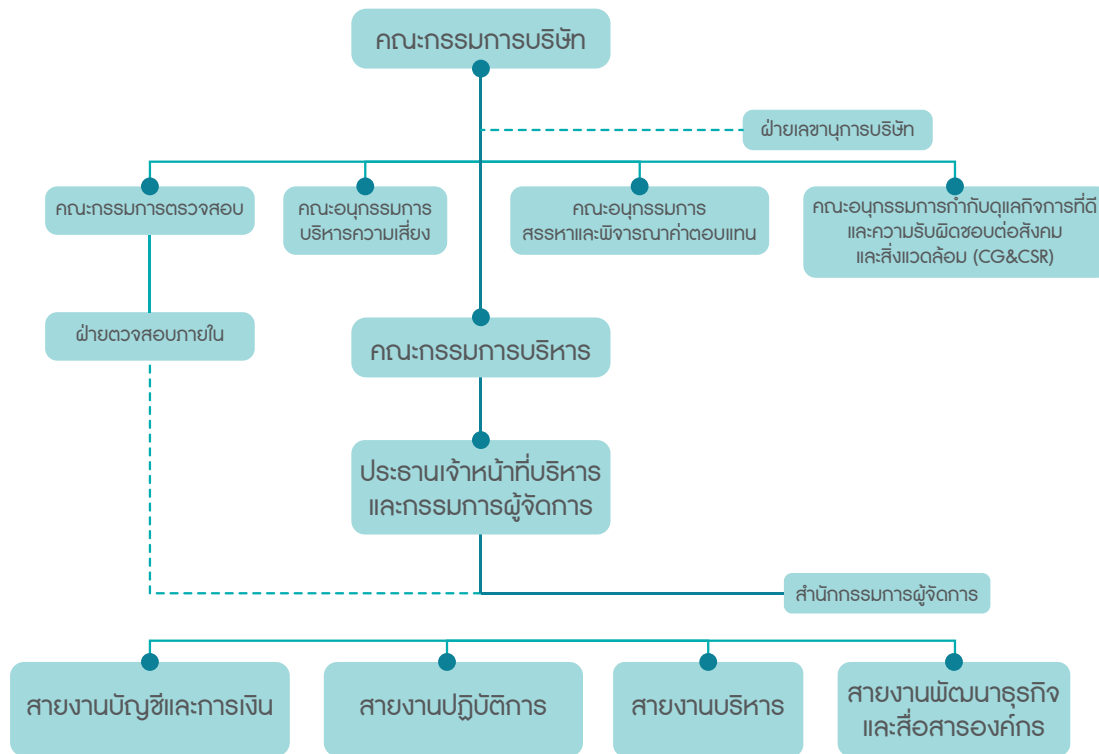 คณะกรรมการบริษัท
ฝ่ายเลขานุการบริษัท
คณะกรรมการตรวจสอบ
คณะอนุกรรมการ
บริหารความเสี่ยง
คณะอนุกรรมการ
สรรหาและพิจารณาค่าตอบแทน
คณะอนุกรรมการกำกับดูแลกิจการที่ดี
และความรับผิดชอบต่อสังคม
และสิ่งแวดล้อม (CG&CSR)
ฝ่ายตวจสอบภายใน
คณะกรรมการบริหาร
ประธานเจ้าหน้าที่บริหาร
และกรรมการผู้จัดการ
สำนักกรรมการผู้จัดการ
สายงานบัญชีและการเงิน
สายงานปฏิบัติการ
สายงานบริหาร
สายงานพัฒนาธุรกิจ
และสื่อสารองค์กร